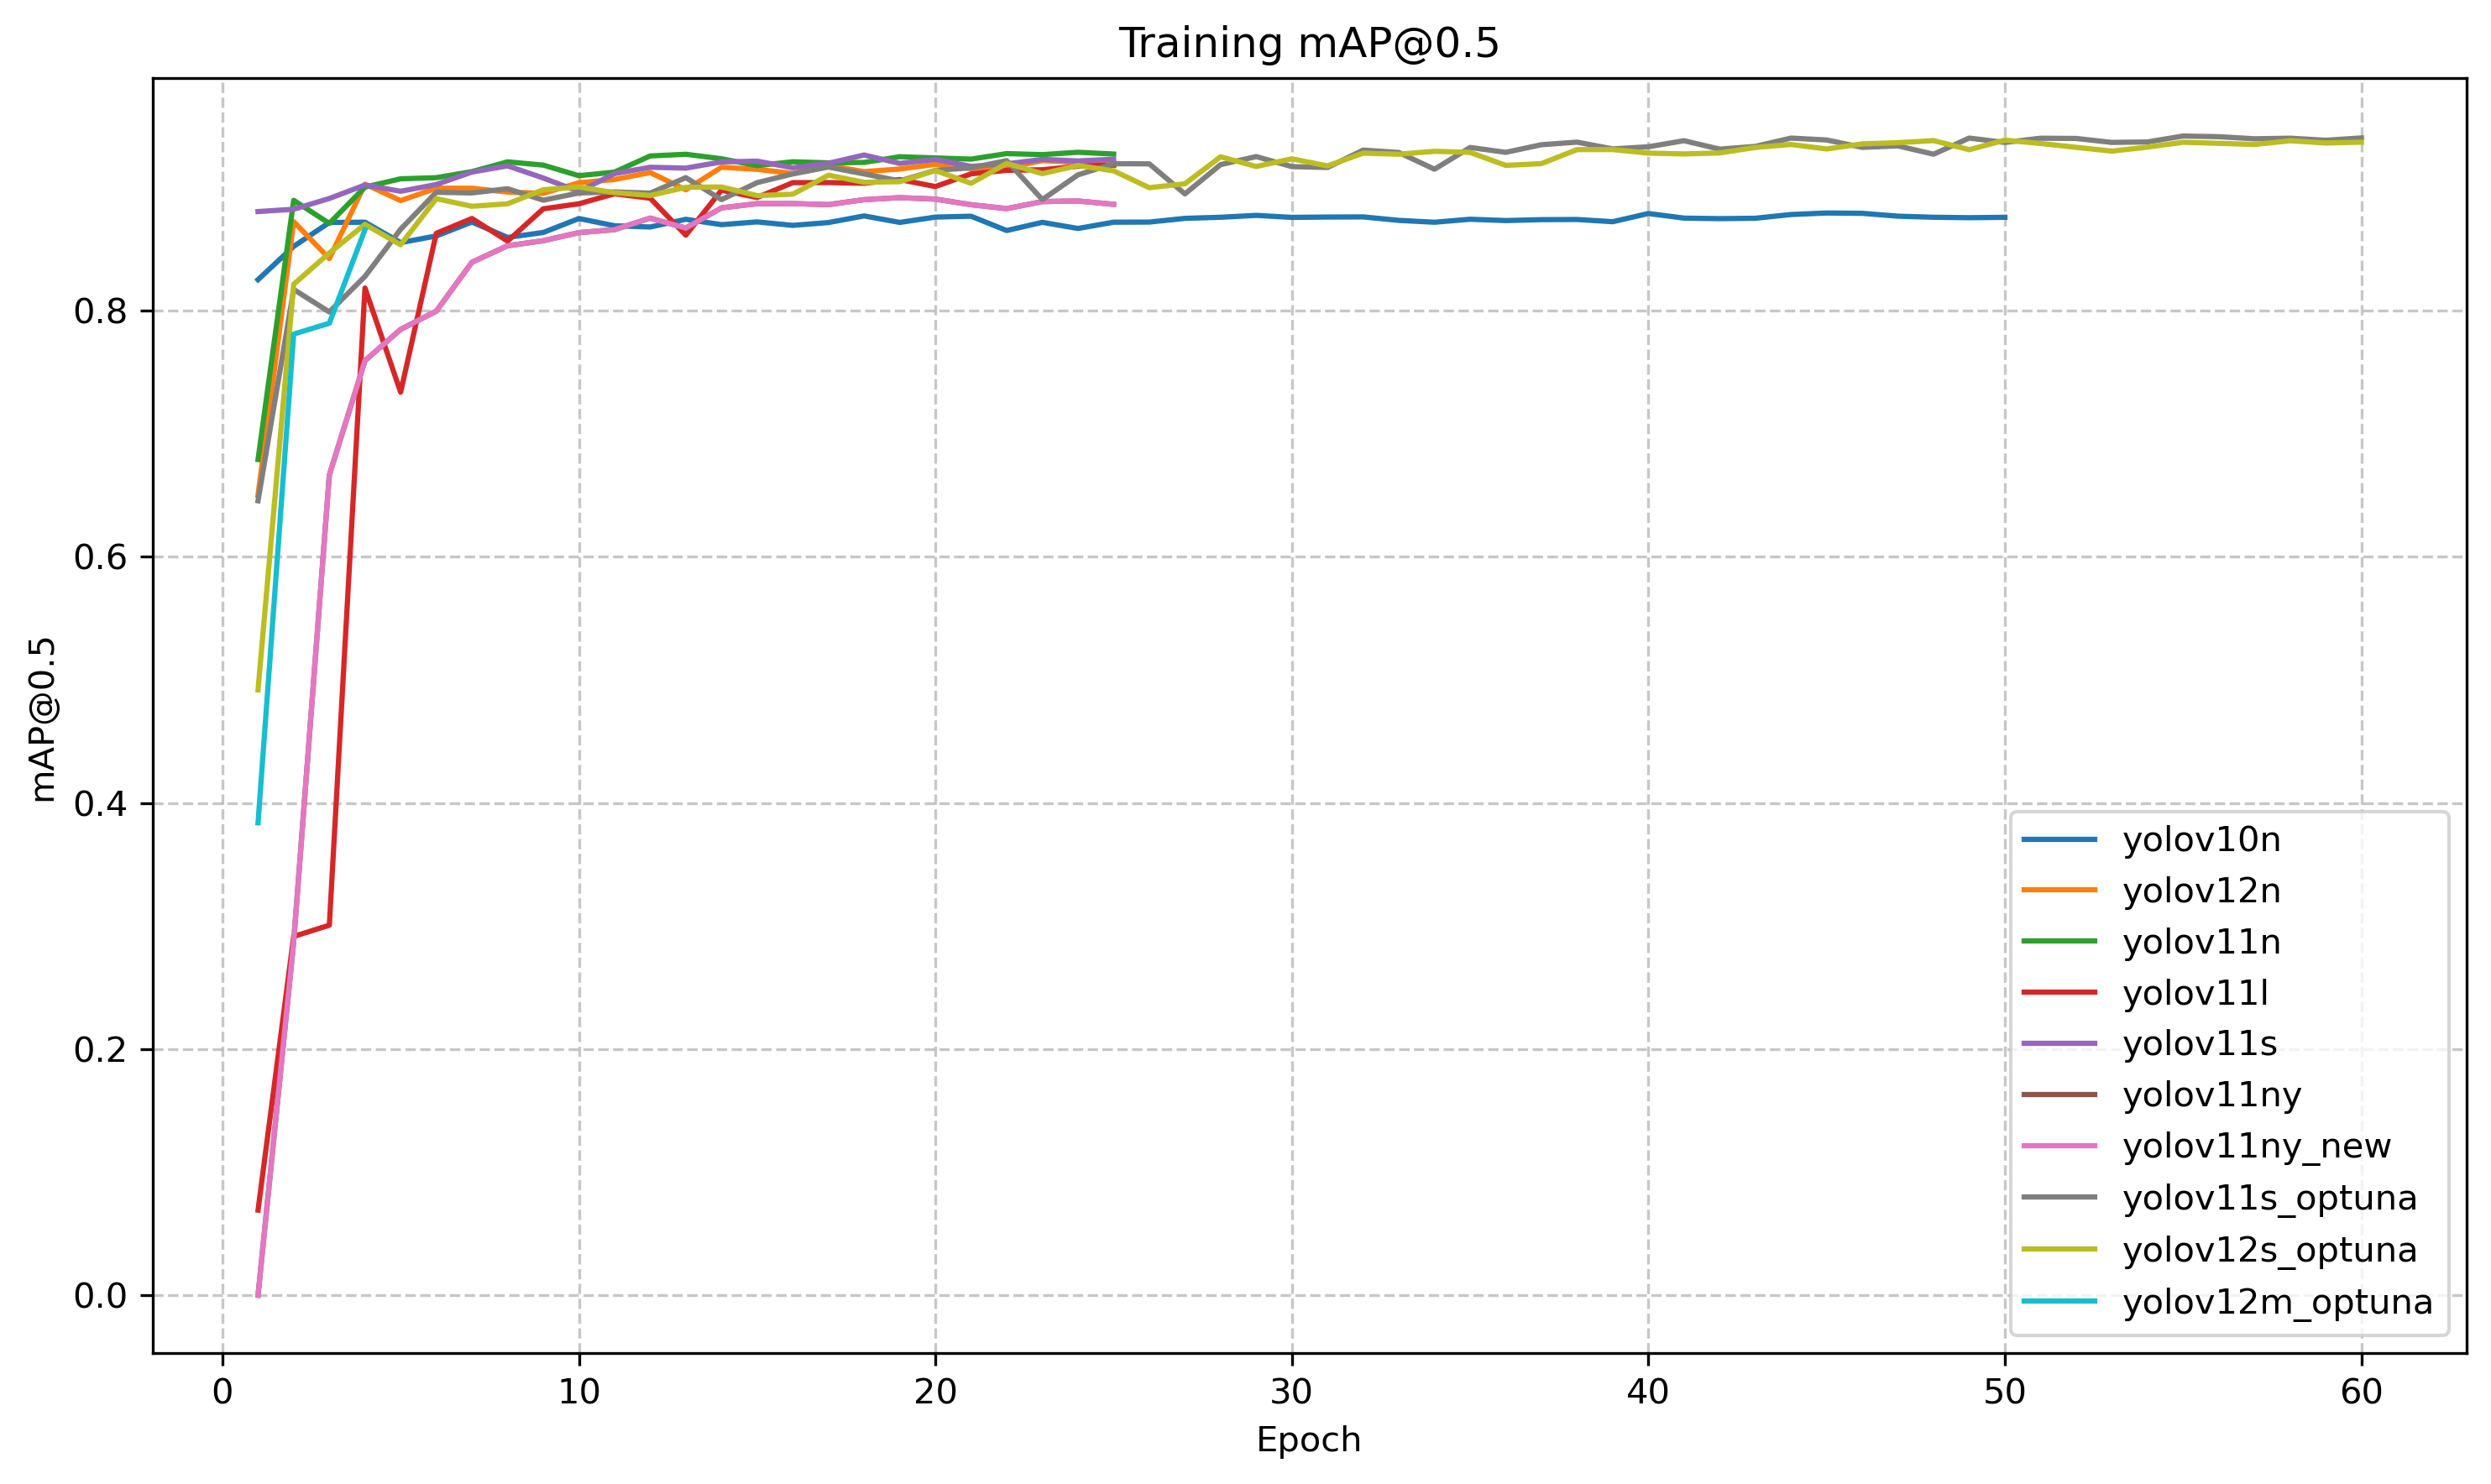 Training mAP@0.5
mAP@0.5
0.8
0.6
0.4
0.2
0.0
0 10 20 30 40 50 60
Epoch
yolov10n
yolov12n
yolov11n
yolov11l
yolov11s
yolov11ny
yolov11ny_new
yolov11s_optuna
yolov12s_optuna
yolov12m_optuna